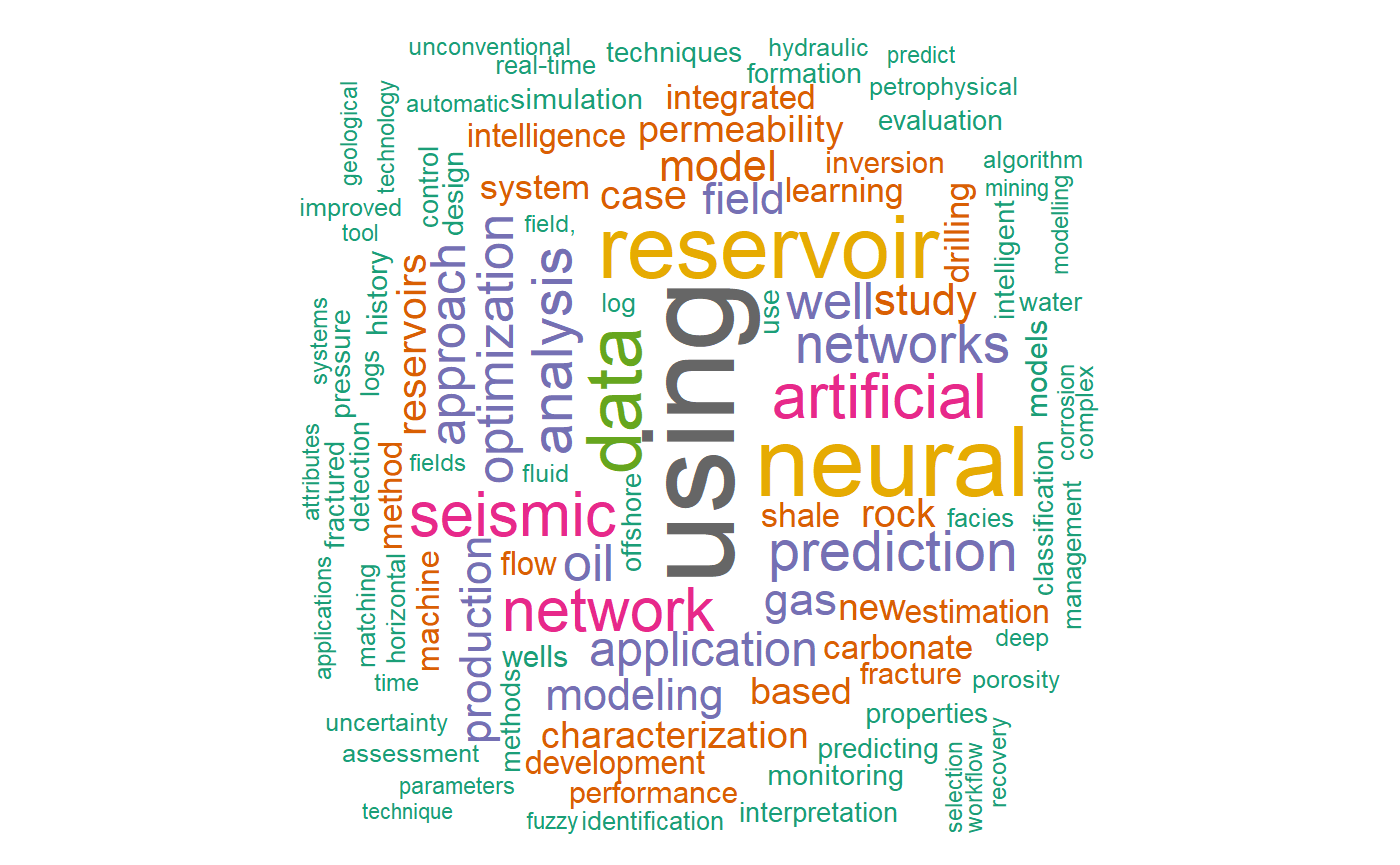 unconventional
techniques
hydraulic
predict
real-time
formation
petrophysical
geological
technology
automatic
simulation
integrated
evaluation
intelligence
permeability
control
design
model
inversion
algorithm
system
case
field
learning
drilling
mining
modelling
improved
tool
field,
reservoir
intelligent
history
reservoirs
approach
optimization
analysis
log
data
using
use
well
study
water
systems
pressure
logs
networks
models
artificial
corrosion
complex
attributes
fractured
detection
method
fields
fluid
neural
seismic
offshore
shale
rock
facies
classification
management
prediction
applications
matching
horizontal
machine
production
flow
oil
network
gas
new
estimation
wells
application
carbonate
deep
time
methods
modeling
based
fracture
porosity
uncertainty
properties
characterization
predicting
selection
workflow
recovery
assessment
development
monitoring
parameters
performance
technique
fuzzy
identification
interpretation